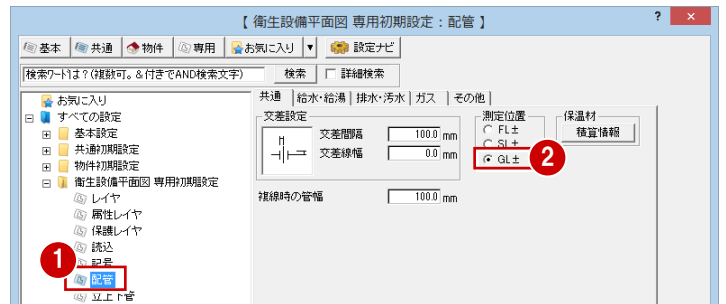 【 衛生設備平面図 専用初期設定：配管 】
? ×
基本 共通 物件 専用 お気に入り ▼ 設定ナビ
検索ワードは？（複数可。＆付きでAND検索文字） 検索 詳細検索
お気に入り
すべての設定
基本設定
共通初期設定
物件初期設定
衛生設備平面図 専用初期設定
レイヤ
属性レイヤ
保護レイヤ
読込
記号
1
配管
立上下管
共通 給水・給湯 排水・汚水 ガス その他
交差設定
交差間隔 100.0 mm
交差線幅 0.0 mm
複線時の管幅 100.0 mm
測定位置
FL±
SL±
GL±
2
保温材
積算情報